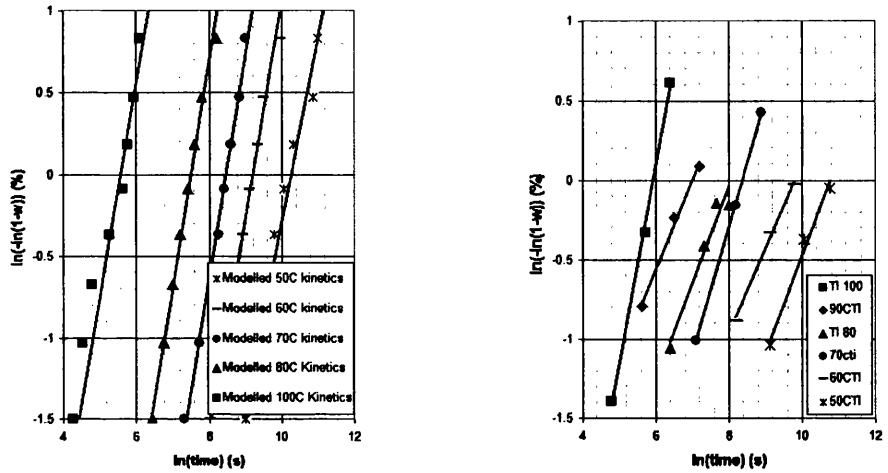 ln(-ln(1-w)) (%)
1
0.5
0
-0.5
-1
-1.5
4
6
8
10
12
ln(time) (s)
Modelled 50C kinetics
Modelled 60C kinetics
Modelled 70C kinetics
Modelled 80C Kinetics
Modelled 100C Kinetics
ln(-ln(1-w)) (%)
1
0.5
0
-0.5
-1
-1.5
4
6
8
10
12
ln(time) (s)
TI 100
90CTI
TI 80
70cti
60CTI
50CTI